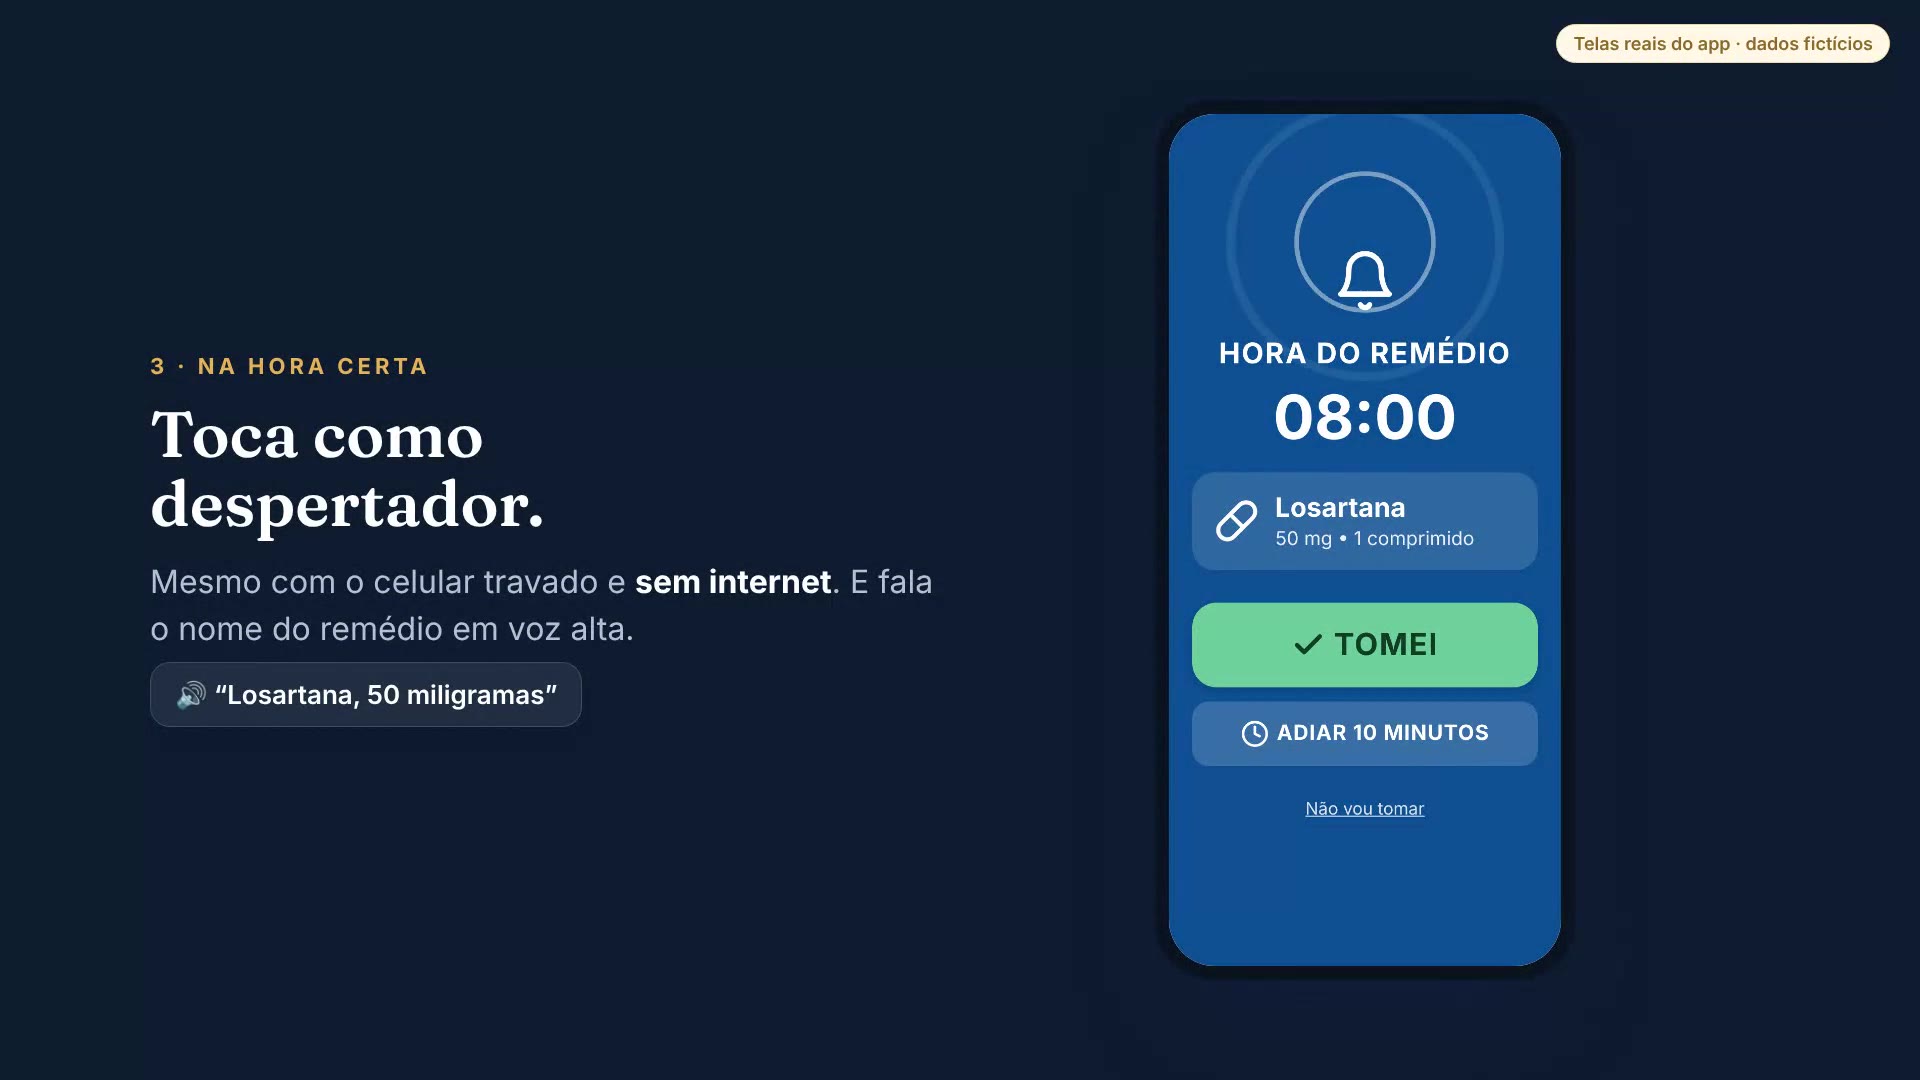 Telas reais do app · dados fictícios
3 · NA HORA CERTA
Toca como
despertador.
Mesmo com o celular travado e sem internet. E fala
o nome do remédio em voz alta.
🔊 “Losartana, 50 miligramas”
HORA DO REMÉDIO
08:00
Losartana
50 mg • 1 comprimido
TOMEI
ADIAR 10 MINUTOS
Não vou tomar